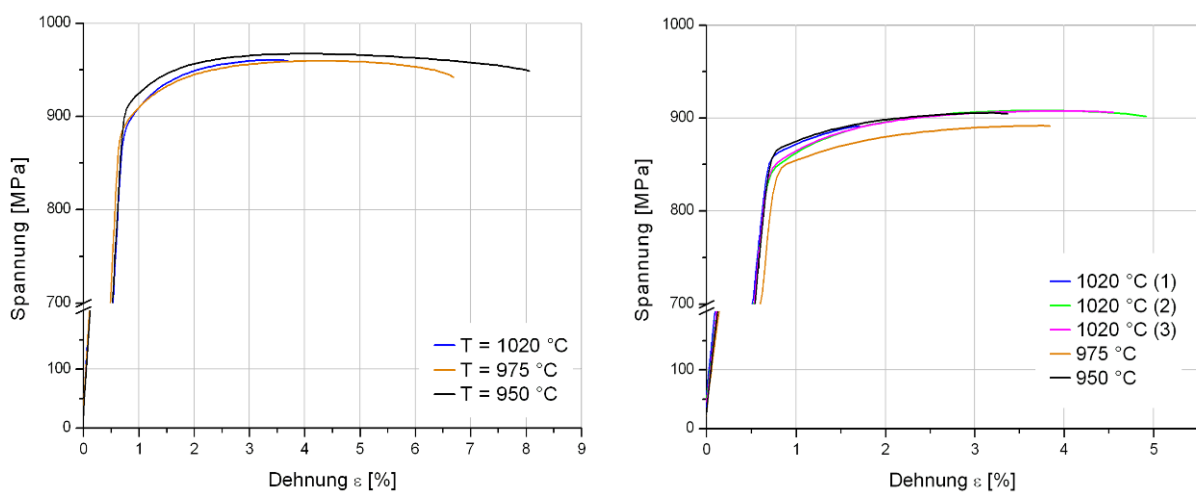 1000
900
800
700
100
0
Spannung [MPa]
T = 1020 °C
T = 975 °C
T = 950 °C
0 1 2 3 4 5 6 7 8 9
Dehnung ε [%]
1000
900
800
700
100
0
Spannung [MPa]
1020 °C (1)
1020 °C (2)
1020 °C (3)
975 °C
950 °C
0 1 2 3 4 5
Dehnung ε [%]